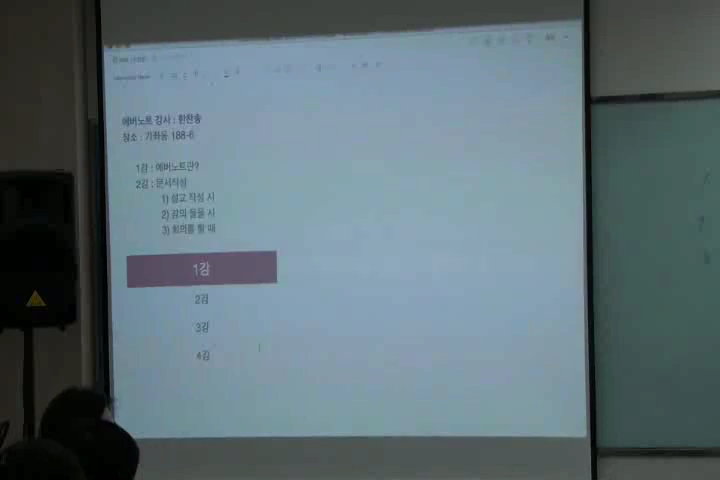 에버노트 강사 : 한찬송
장소 : 가좌동 188-6
1강 : 에버노트란?
2강 : 문서작성
1) 설교 작성 시
2) 강의 들을 시
3) 회의를 할 때
1강
2강
3강
4강